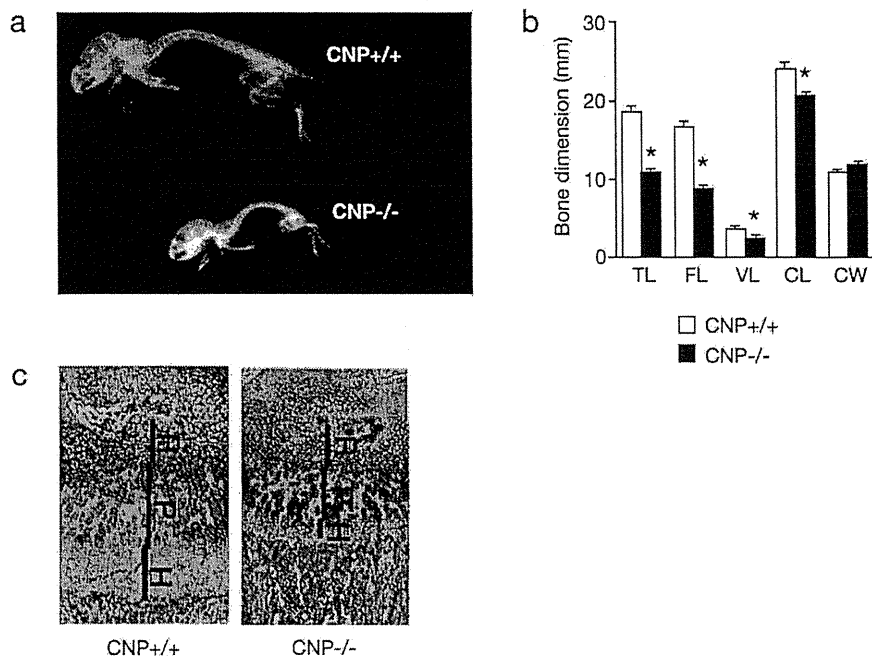 a
CNP+/+
CNP-/-
b
Bone dimension (mm)
30
20
10
0
*
*
*
*
TL FL VL CL CW
CNP+/+
CNP-/-
c
R
P
H
R
P
H
CNP+/+
CNP-/-